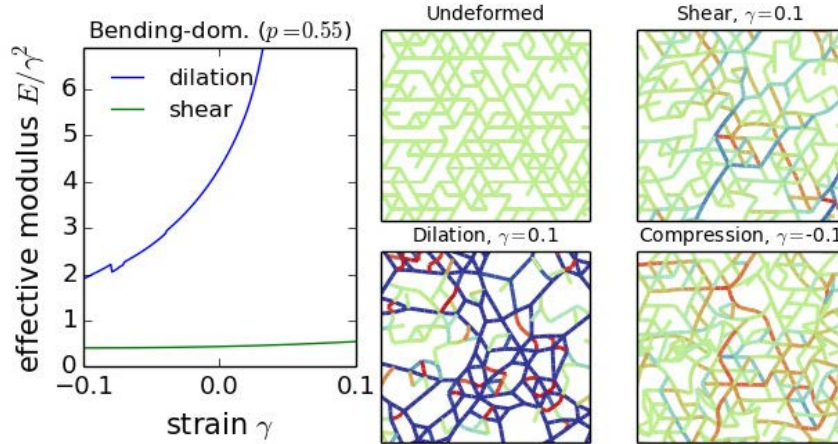 Bending-dom. (p=0.55)
effective modulus E/γ²
6
5
4
3
2
1
0
dilation
shear
−0.1
0.0
0.1
strain γ
Undeformed
Shear, γ=0.1
Dilation, γ=0.1
Compression, γ=-0.1